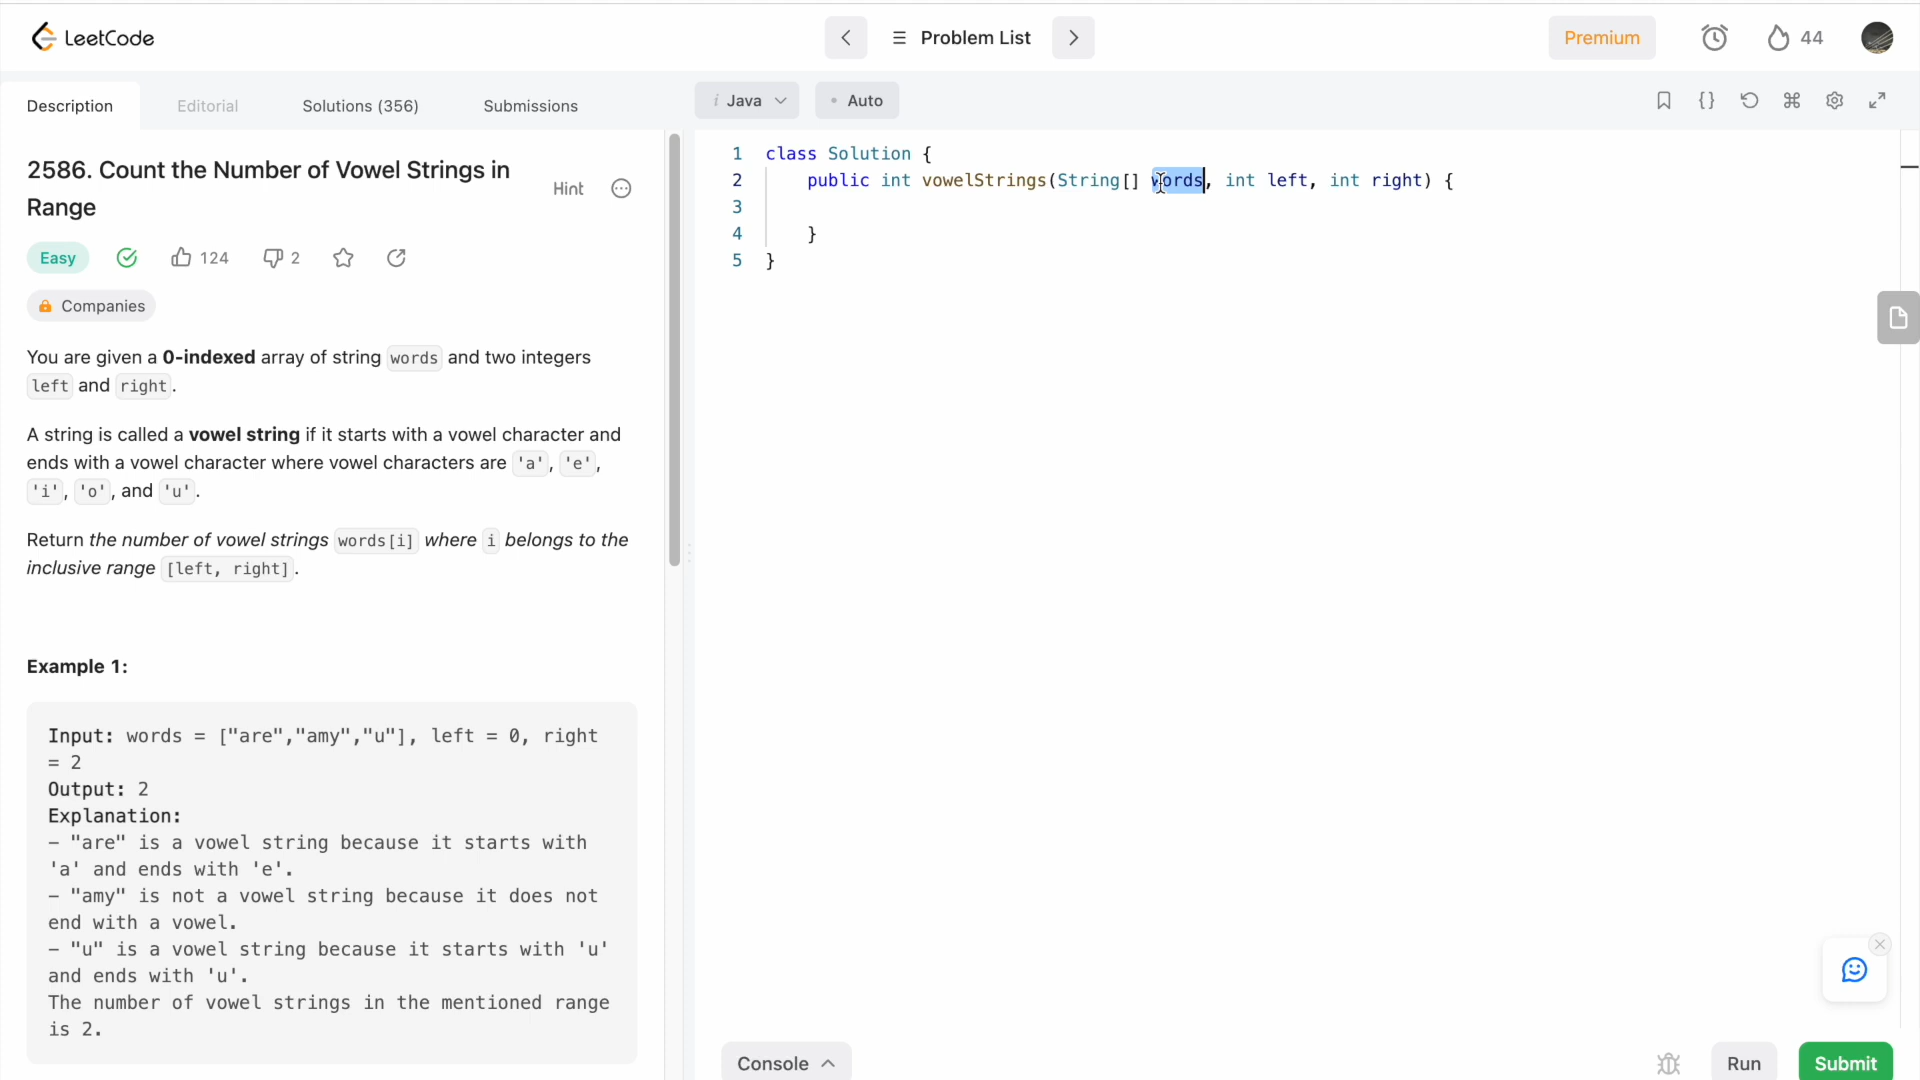 LeetCode
Problem List
Premium
44
Description
Editorial
Solutions (356)
Submissions
i Java
• Auto
2586. Count the Number of Vowel Strings in
Range
Hint
Easy
124
2
Companies
You are given a 0-indexed array of string words and two integers
left and right.
A string is called a vowel string if it starts with a vowel character and
ends with a vowel character where vowel characters are 'a', 'e',
'i', 'o', and 'u'.
Return the number of vowel strings words[i] where i belongs to the
inclusive range [left, right].
Example 1:
Input: words = ["are","amy","u"], left = 0, right
= 2
Output: 2
Explanation:
- "are" is a vowel string because it starts with
'a' and ends with 'e'.
- "amy" is not a vowel string because it does not
end with a vowel.
- "u" is a vowel string because it starts with 'u'
and ends with 'u'.
The number of vowel strings in the mentioned range
is 2.
1 class Solution {
2 public int vowelStrings(String[] words, int left, int right) {
3
4 }
5 }
Console
Run
Submit